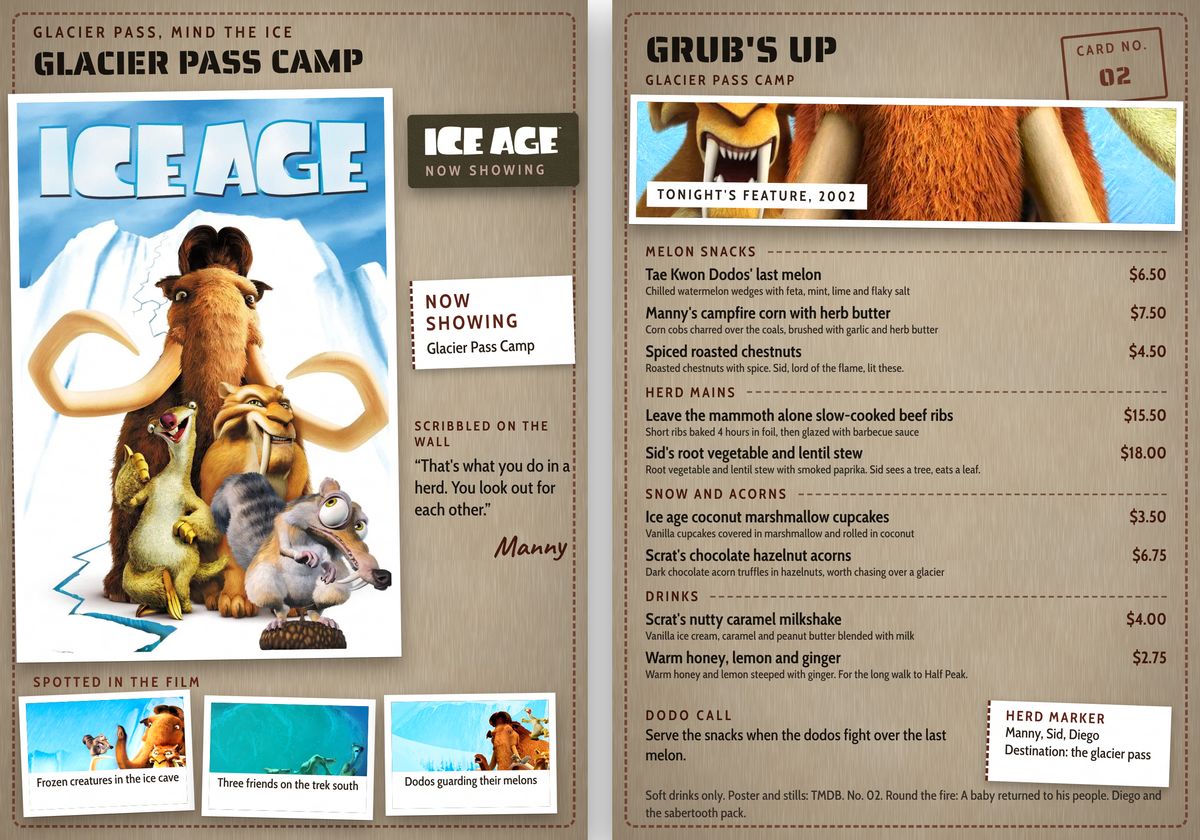 GLACIER PASS, MIND THE ICE
GLACIER PASS CAMP
ICE AGE
ICE AGE
NOW SHOWING
NOW
SHOWING
Glacier Pass Camp
SCRIBBLED ON THE
WALL
“That's what you do in a
herd. You look out for
each other.”
Manny
SPOTTED IN THE FILM
Frozen creatures in the ice cave
Three friends on the trek south
Dodos guarding their melons
GRUB'S UP
GLACIER PASS CAMP
CARD NO.
02
TONIGHT'S FEATURE, 2002
MELON SNACKS
Tae Kwon Dodos' last melon $6.50
Chilled watermelon wedges with feta, mint, lime and flaky salt
Manny's campfire corn with herb butter $7.50
Corn cobs charred over the coals, brushed with garlic and herb butter
Spiced roasted chestnuts $4.50
Roasted chestnuts with spice. Sid, lord of the flame, lit these.
HERD MAINS
Leave the mammoth alone slow-cooked beef ribs $15.50
Short ribs baked 4 hours in foil, then glazed with barbecue sauce
Sid's root vegetable and lentil stew $18.00
Root vegetable and lentil stew with smoked paprika. Sid sees a tree, eats a leaf.
SNOW AND ACORNS
Ice age coconut marshmallow cupcakes $3.50
Vanilla cupcakes covered in marshmallow and rolled in coconut
Scrat's chocolate hazelnut acorns $6.75
Dark chocolate acorn truffles in hazelnuts, worth chasing over a glacier
DRINKS
Scrat's nutty caramel milkshake $4.00
Vanilla ice cream, caramel and peanut butter blended with milk
Warm honey, lemon and ginger $2.75
Warm honey and lemon steeped with ginger. For the long walk to Half Peak.
DODO CALL
Serve the snacks when the dodos fight over the last
melon.
HERD MARKER
Manny, Sid, Diego
Destination: the glacier pass
Soft drinks only. Poster and stills: TMDB. No. 02. Round the fire: A baby returned to his people. Diego and
the sabertooth pack.